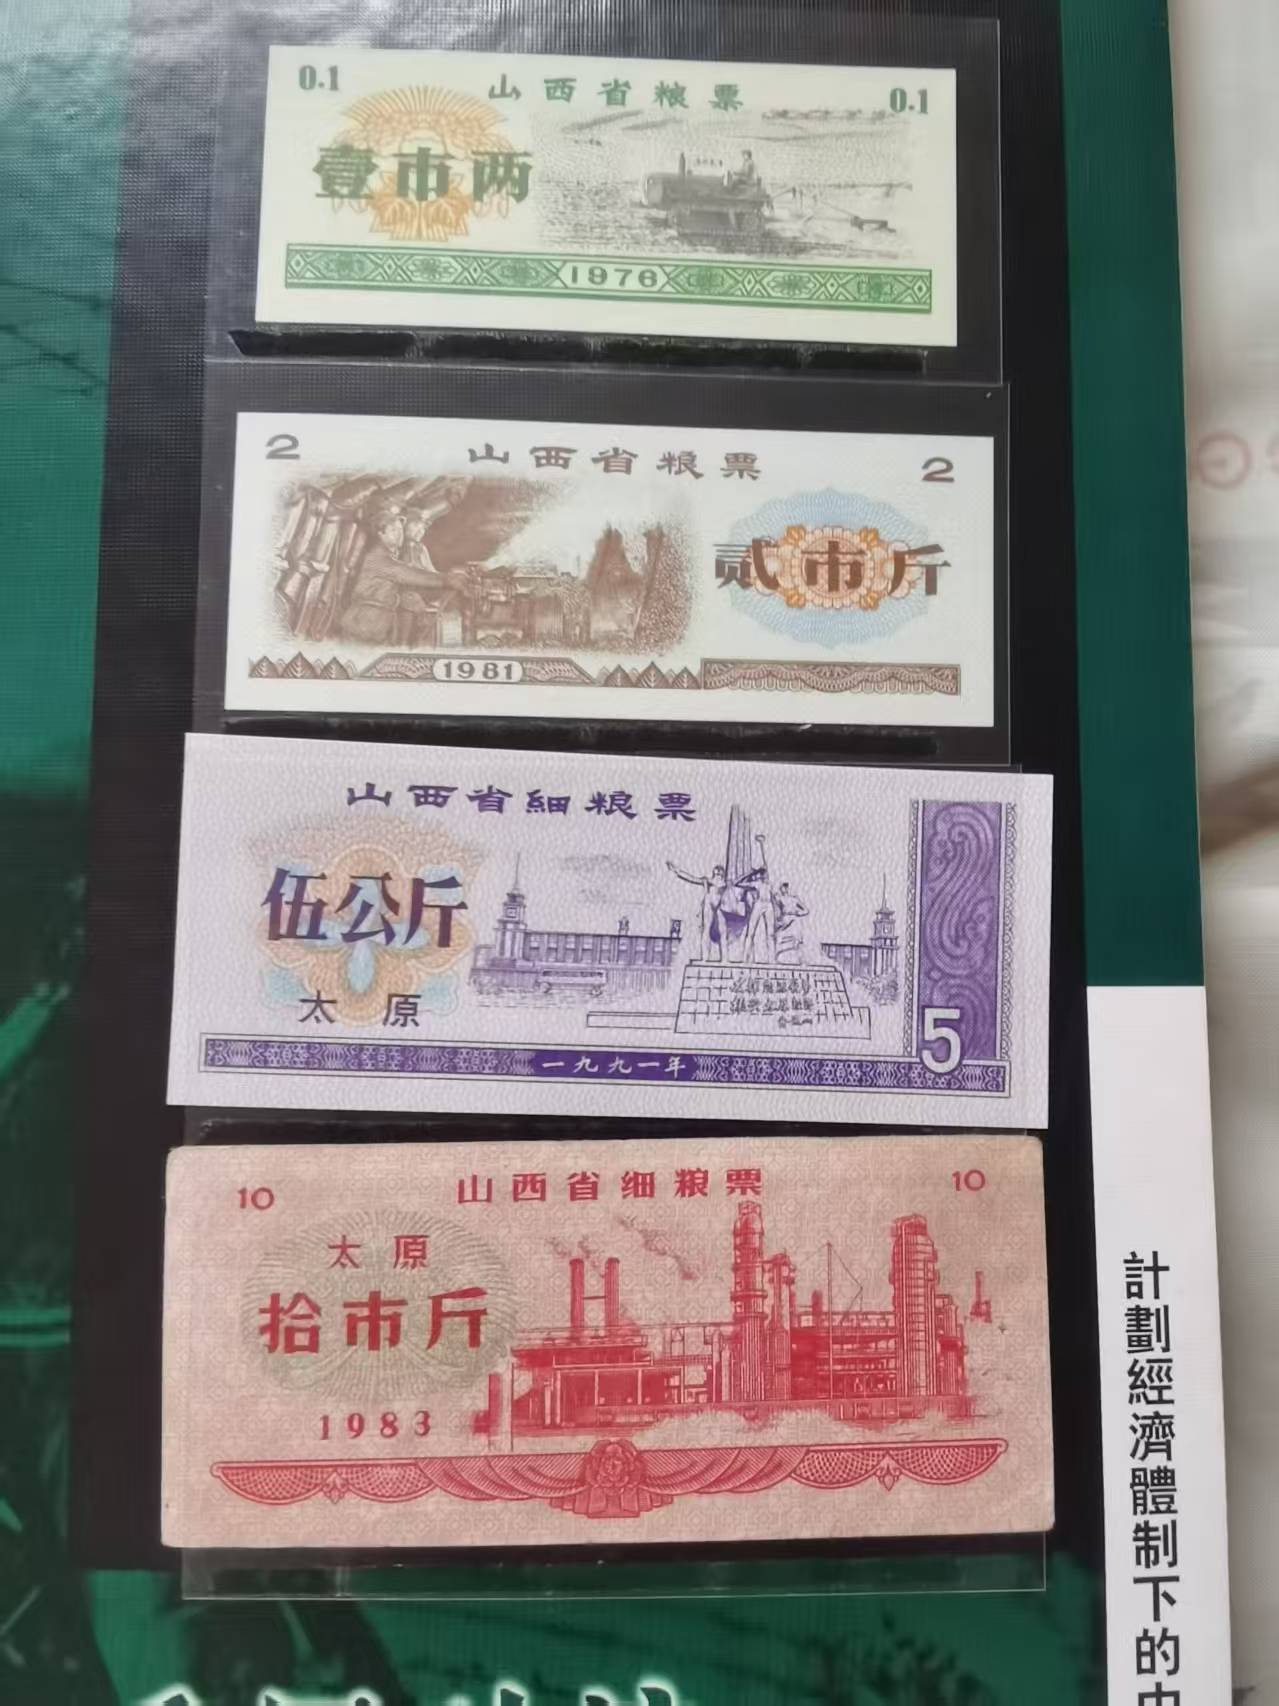 0.1
山西省粮票
0.1
壹市两
1976
2
山西省粮票
2
贰市斤
1981
山西省細粮票
伍公斤
太原
一九九一年
5
10
山西省细粮票
10
太原
拾市斤
1983
計劃經濟體制下的